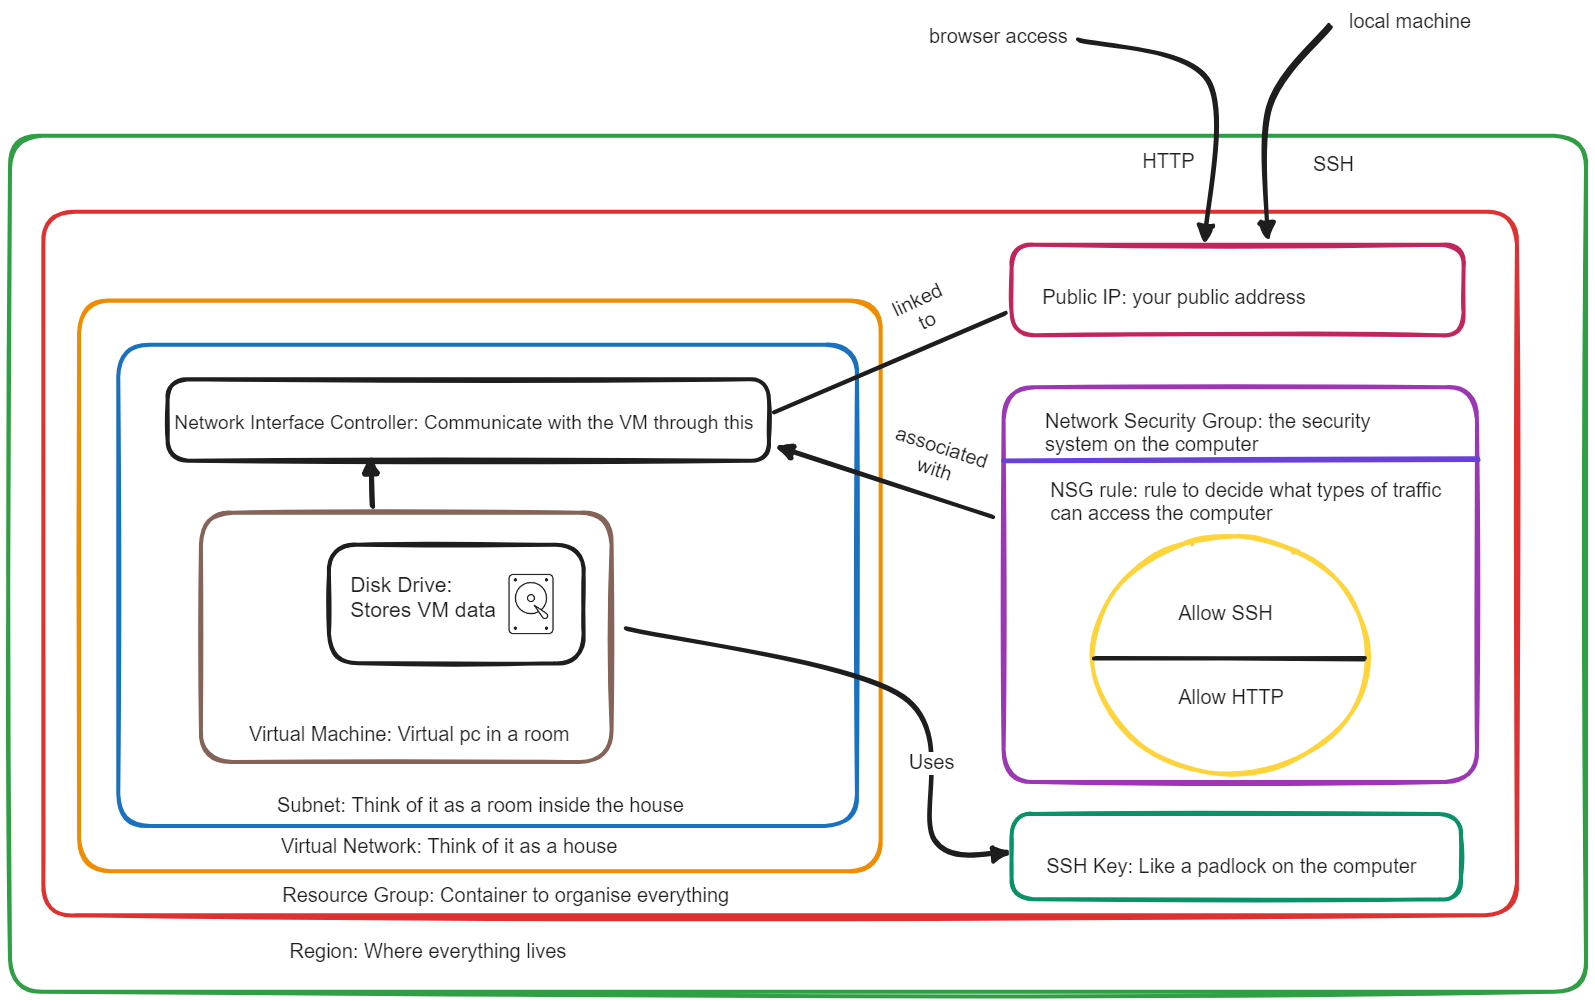 browser access
local machine
HTTP
SSH
linked
to
Public IP: your public address
Network Interface Controller: Communicate with the VM through this
associated
with
Network Security Group: the security
system on the computer
NSG rule: rule to decide what types of traffic
can access the computer
Disk Drive:
Stores VM data
Allow SSH
Allow HTTP
Virtual Machine: Virtual pc in a room
Uses
Subnet: Think of it as a room inside the house
Virtual Network: Think of it as a house
SSH Key: Like a padlock on the computer
Resource Group: Container to organise everything
Region: Where everything lives